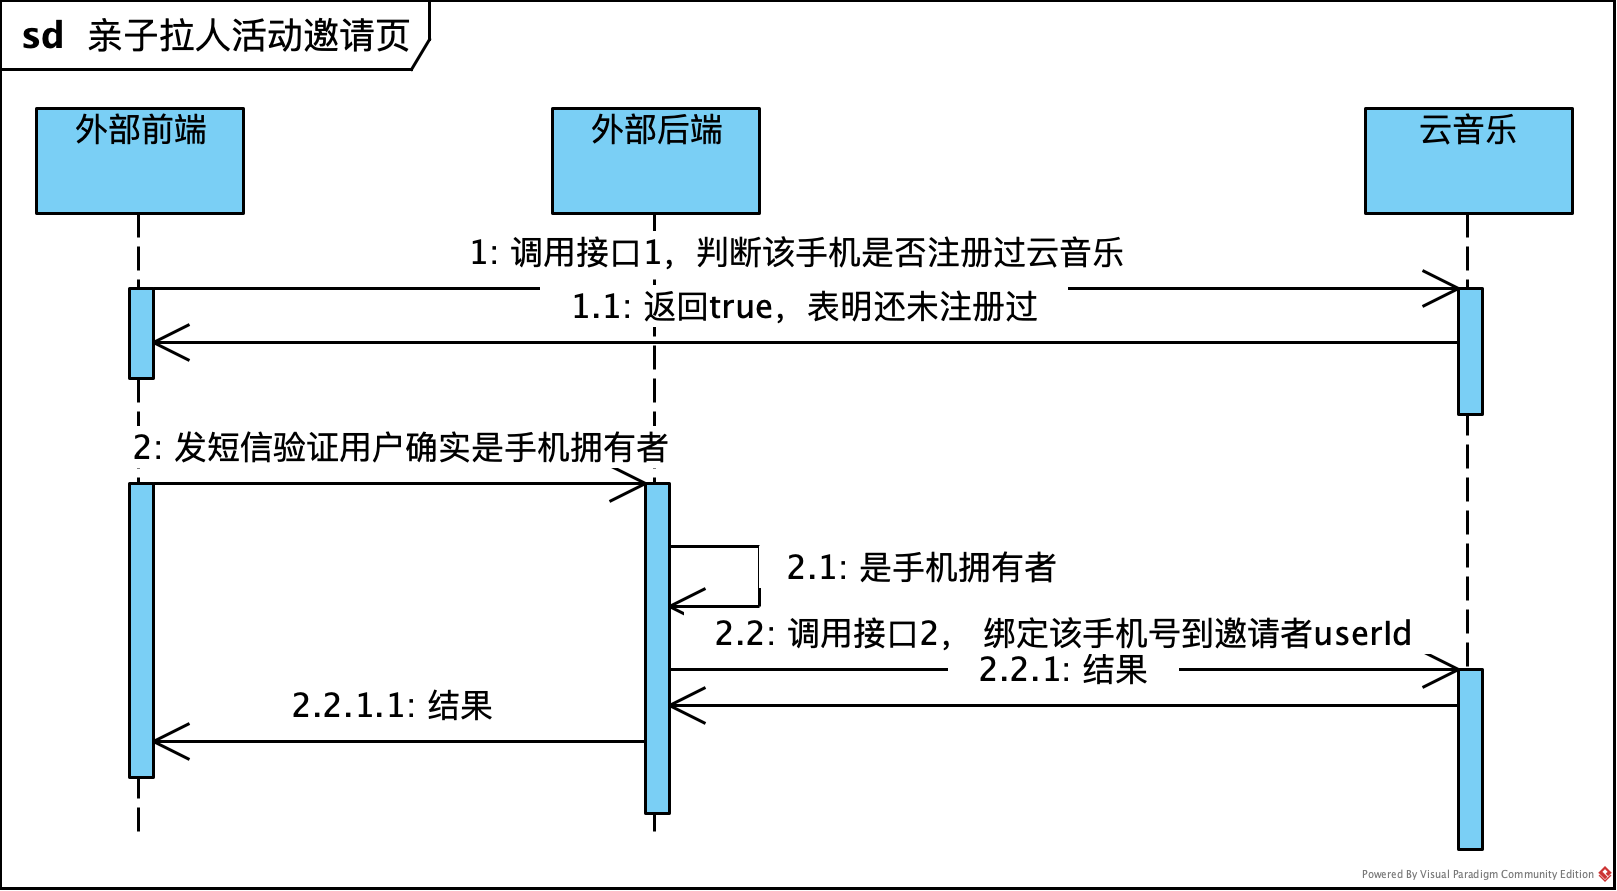 sd 亲子拉人活动邀请页
外部前端
外部后端
云音乐
1: 调用接口1，判断该手机是否注册过云音乐
1.1: 返回true，表明还未注册过
2: 发短信验证用户确实是手机拥有者
2.1: 是手机拥有者
2.2: 调用接口2， 绑定该手机号到邀请者userId
2.2.1: 结果
2.2.1.1: 结果
Powered By Visual Paradigm Community Edition